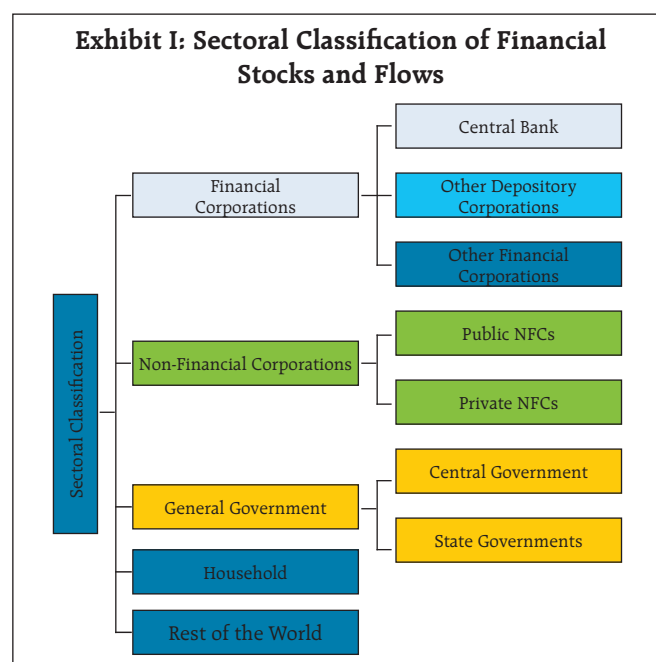 Exhibit I: Sectoral Classification of Financial
Stocks and Flows
Sectoral Classification
Financial
Corporations
Central Bank
Other Depository
Corporations
Other Financial
Corporations
Non-Financial Corporations
Public NFCs
Private NFCs
General Government
Central Government
State Governments
Household
Rest of the World